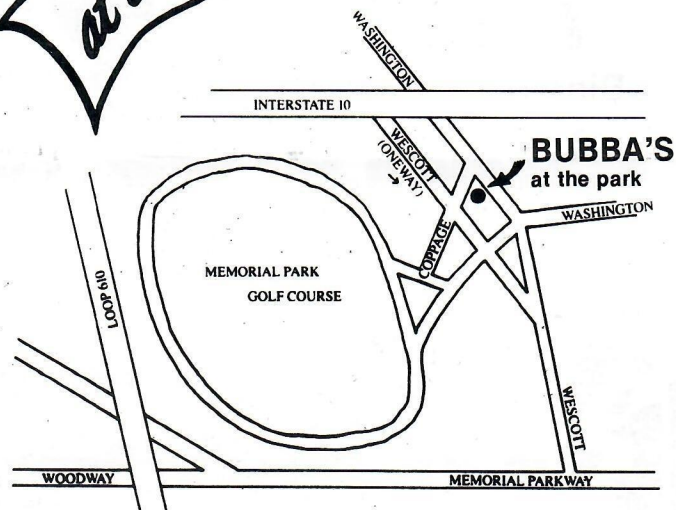 at
WASHINGTON
INTERSTATE 10
WESCOTT
(ONEWAY)
BUBBA'S
at the park
WASHINGTON
COPPAGE
MEMORIAL PARK
GOLF COURSE
LOOP 610
WESCOTT
WOODWAY
MEMORIAL PARKWAY